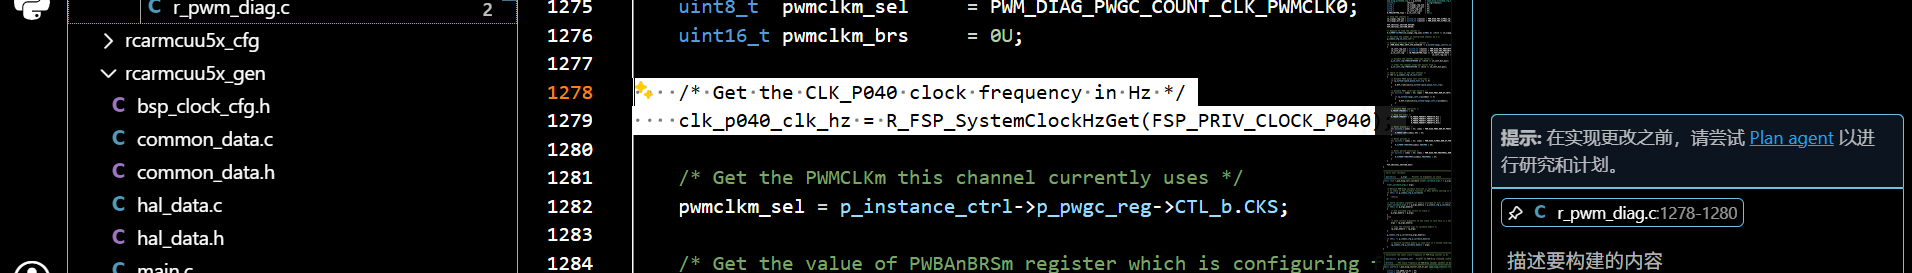 r_pwm_diag.c 2
rcarmcuu5x_cfg
rcarmcuu5x_gen
bsp_clock_cfg.h
common_data.c
common_data.h
hal_data.c
hal_data.h
main.c
1275 uint8_t pwmclkm_sel = PWM_DIAG_PWGC_COUNT_CLK_PWMCLK0;
1276 uint16_t pwmclkm_brs = 0U;
1277
1278 /* Get the CLK_P040 clock frequency in Hz */
1279 clk_p040_clk_hz = R_FSP_SystemClockHzGet(FSP_PRIV_CLOCK_P040)
1280
1281 /* Get the PWMCLKm this channel currently uses */
1282 pwmclkm_sel = p_instance_ctrl->p_pwgc_reg->CTL_b.CKS;
1283
1284 /* Get the value of PWBAnBRSm register which is configuring
提示: 在实现更改之前，请尝试 Plan agent 以进
行研究和计划。
r_pwm_diag.c:1278-1280
描述要构建的内容